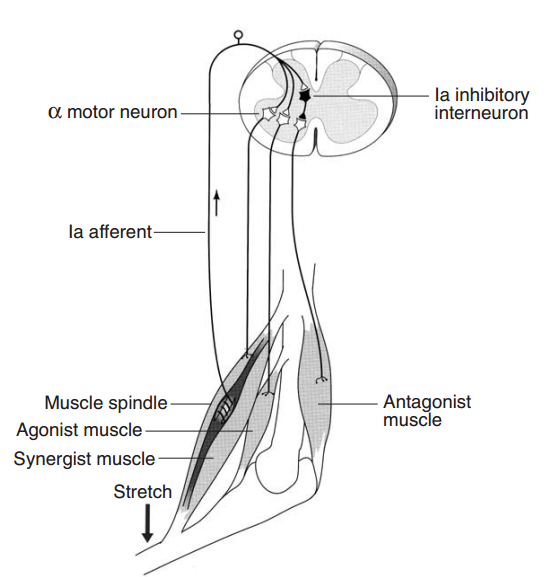 Ia inhibitory
interneuron
α motor neuron
Ia afferent
Muscle spindle
Agonist muscle
Synergist muscle
Stretch
Antagonist
muscle